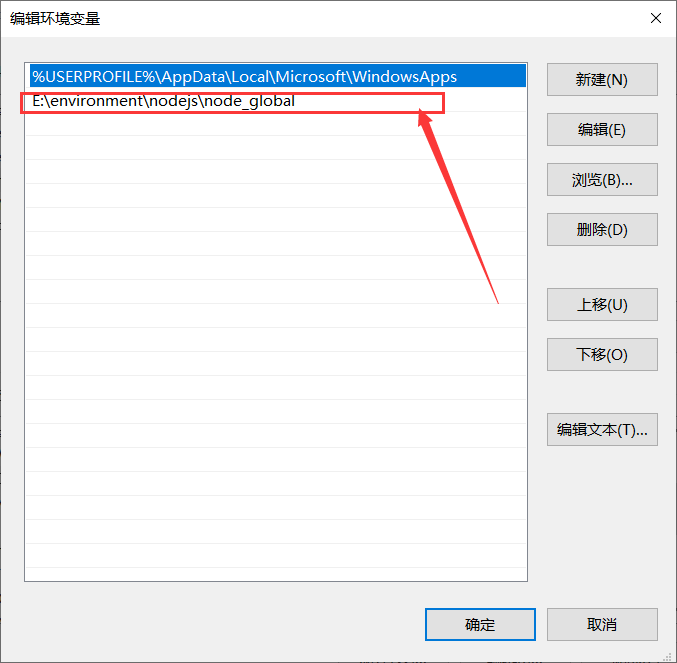 编辑环境变量
%USERPROFILE%\AppData\Local\Microsoft\WindowsApps
E:\environment\nodejs\node_global
新建(N)
编辑(E)
浏览(B)...
删除(D)
上移(U)
下移(O)
编辑文本(T)...
确定
取消